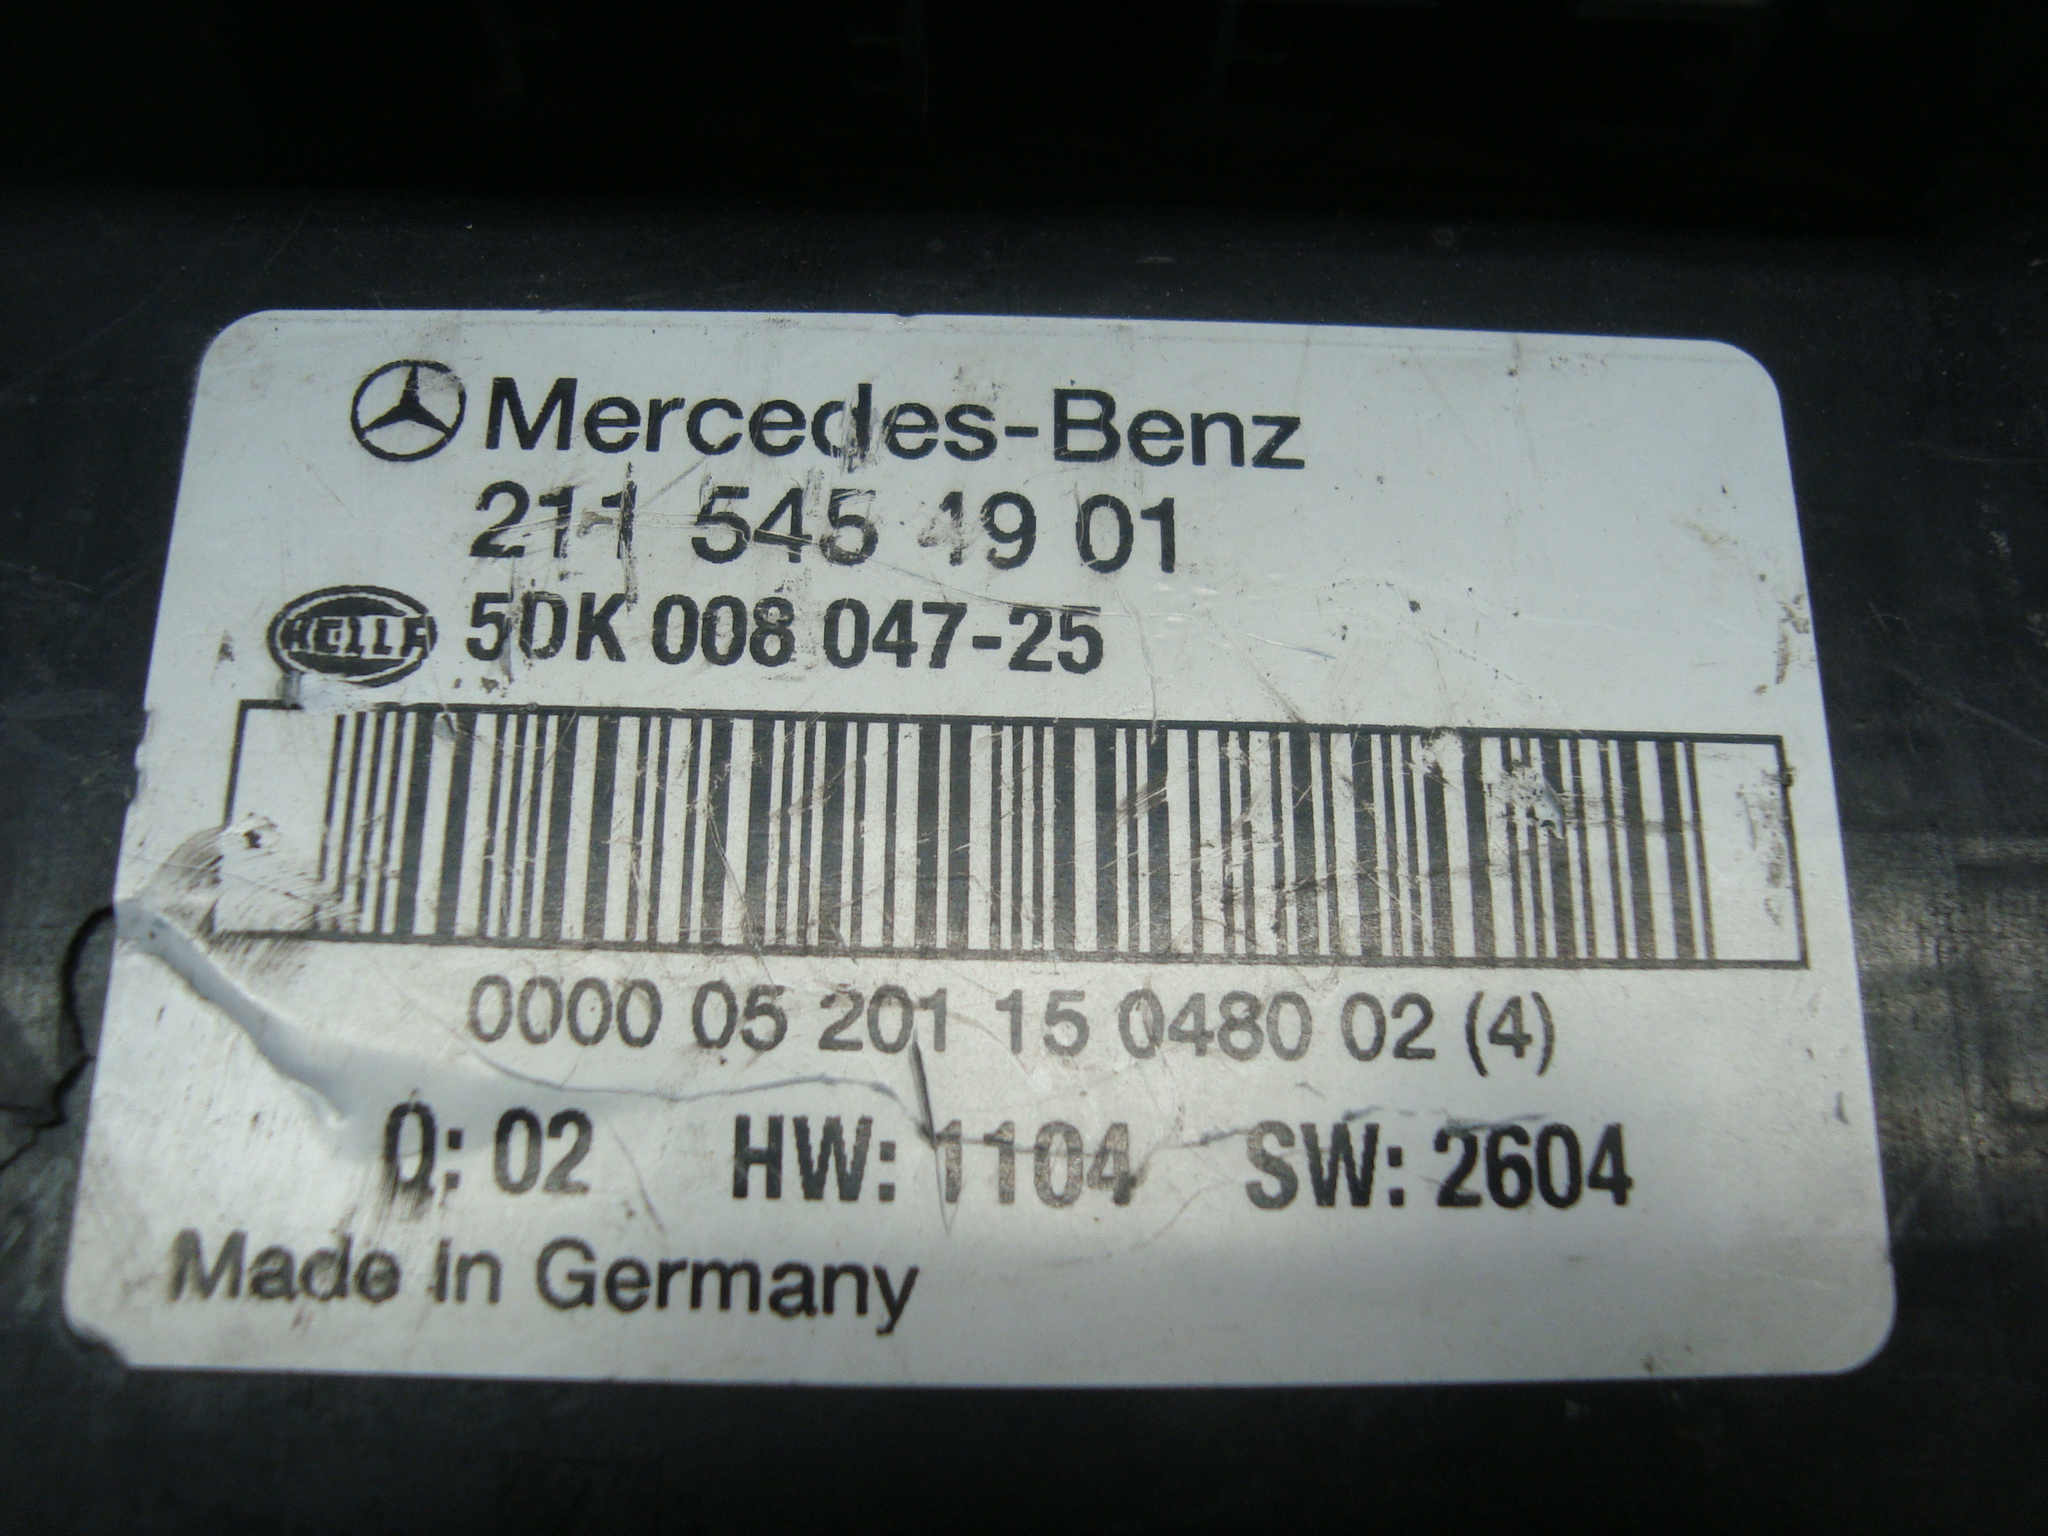 Mercedes-Benz
211 545 49 01
HELLA 5DK 008 047-25
0000 05 201 15 0480 02 (4)
Q: 02 HW: 1104 SW: 2604
Made in Germany